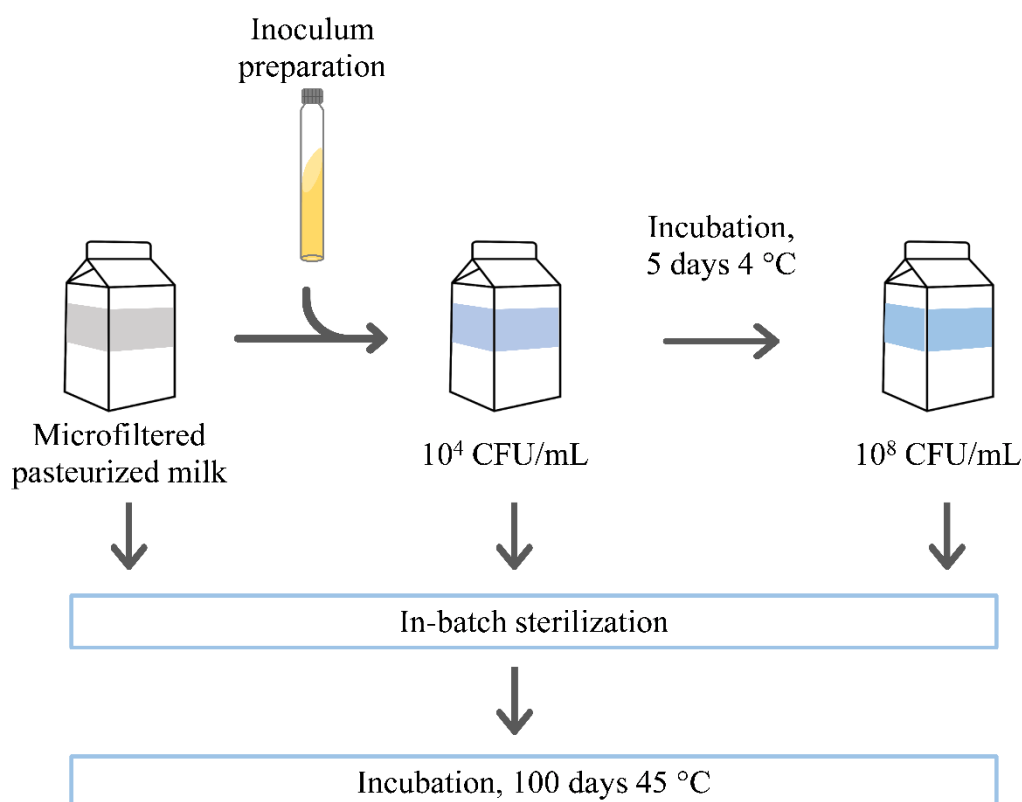 Inoculum
preparation
Incubation,
5 days 4 °C
Microfiltered
pasteurized milk
10⁴ CFU/mL
10⁸ CFU/mL
In-batch sterilization
Incubation, 100 days 45 °C